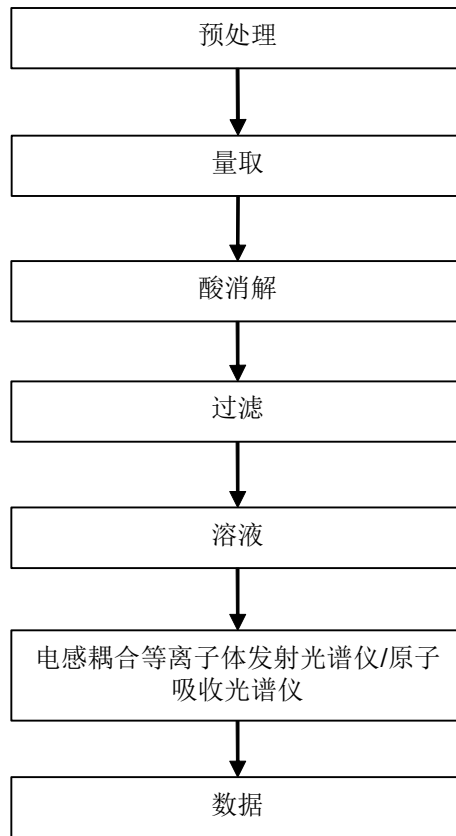 预处理
量取
酸消解
过滤
溶液
电感耦合等离子体发射光谱仪/原子
吸收光谱仪
数据